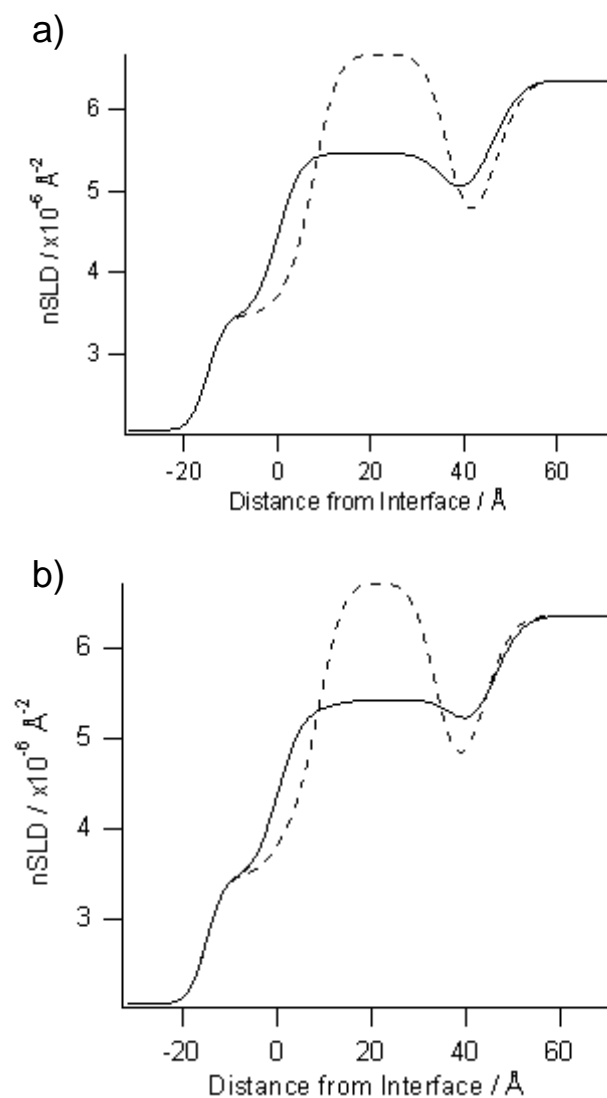 a)
nSLD / x10⁻⁶ Å⁻²
6
5
4
3
-20 0 20 40 60
Distance from Interface / Å
b)
nSLD / x10⁻⁶ Å⁻²
6
5
4
3
-20 0 20 40 60
Distance from Interface / Å